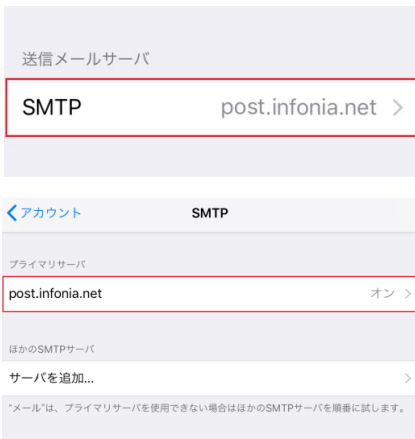 送信メールサーバ
SMTP post.infonia.net
アカウント SMTP
プライマリサーバ
post.infonia.net オン
ほかのSMTPサーバ
サーバを追加...
"メール"は、プライマリサーバを使用できない場合はほかのSMTPサーバを順番に試します。